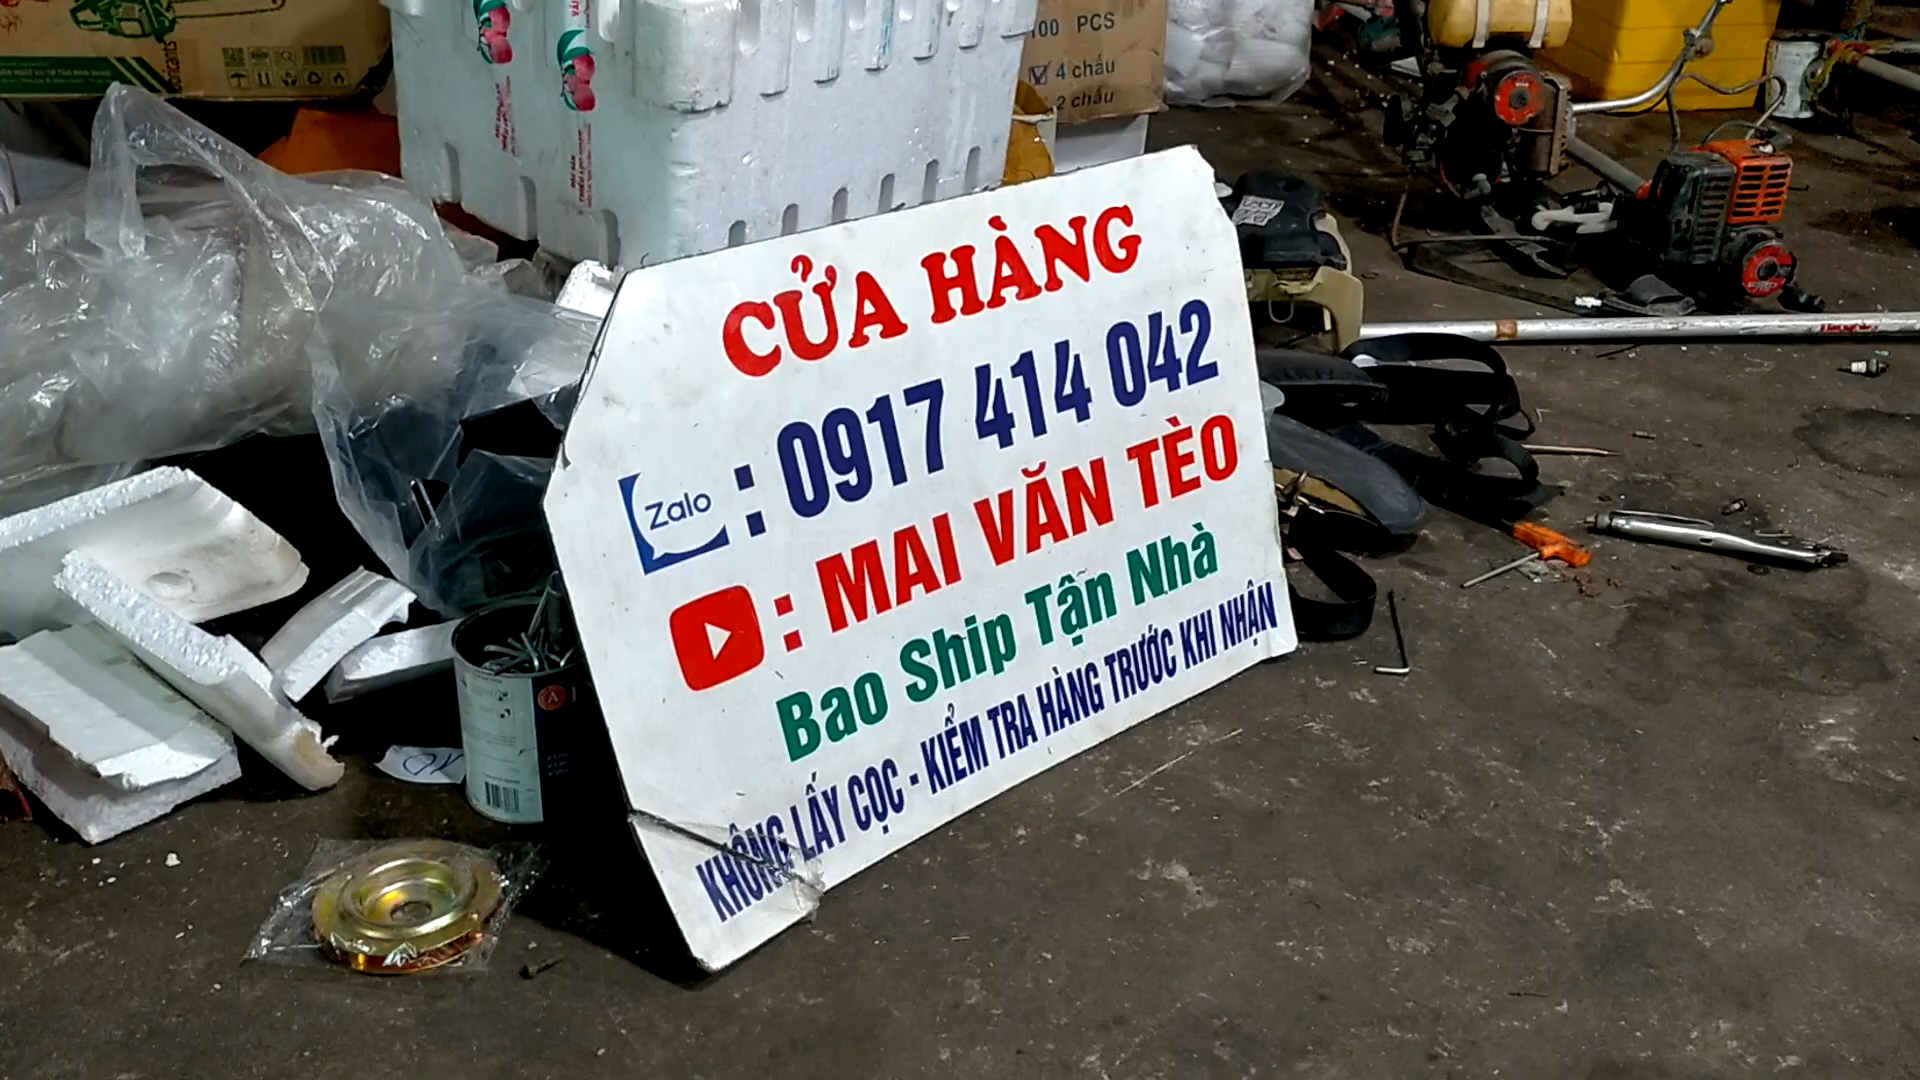 100 PCS
4 chấu
2 chấu
CỬA HÀNG
Zalo : 0917 414 042
: MAI VĂN TÈO
Bao Ship Tận Nhà
KHÔNG LẤY CỌC - KIỂM TRA HÀNG TRƯỚC KHI NHẬN